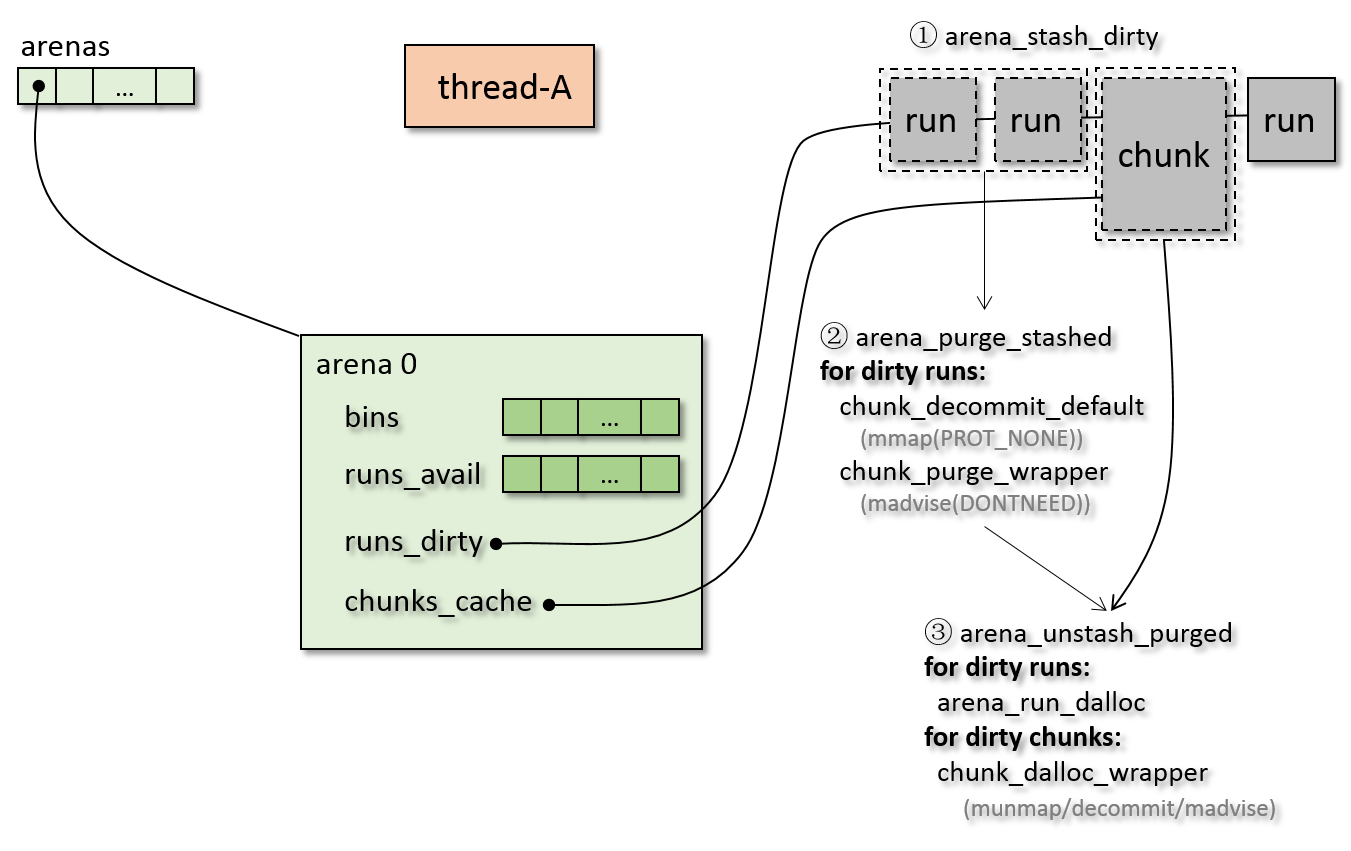 arenas
...
thread-A
① arena_stash_dirty
run
run
chunk
run
arena 0
bins
...
runs_avail
...
runs_dirty
chunks_cache
② arena_purge_stashed
for dirty runs:
chunk_decommit_default
(mmap(PROT_NONE))
chunk_purge_wrapper
(madvise(DONTNEED))
③ arena_unstash_purged
for dirty runs:
arena_run_dalloc
for dirty chunks:
chunk_dalloc_wrapper
(munmap/decommit/madvise)